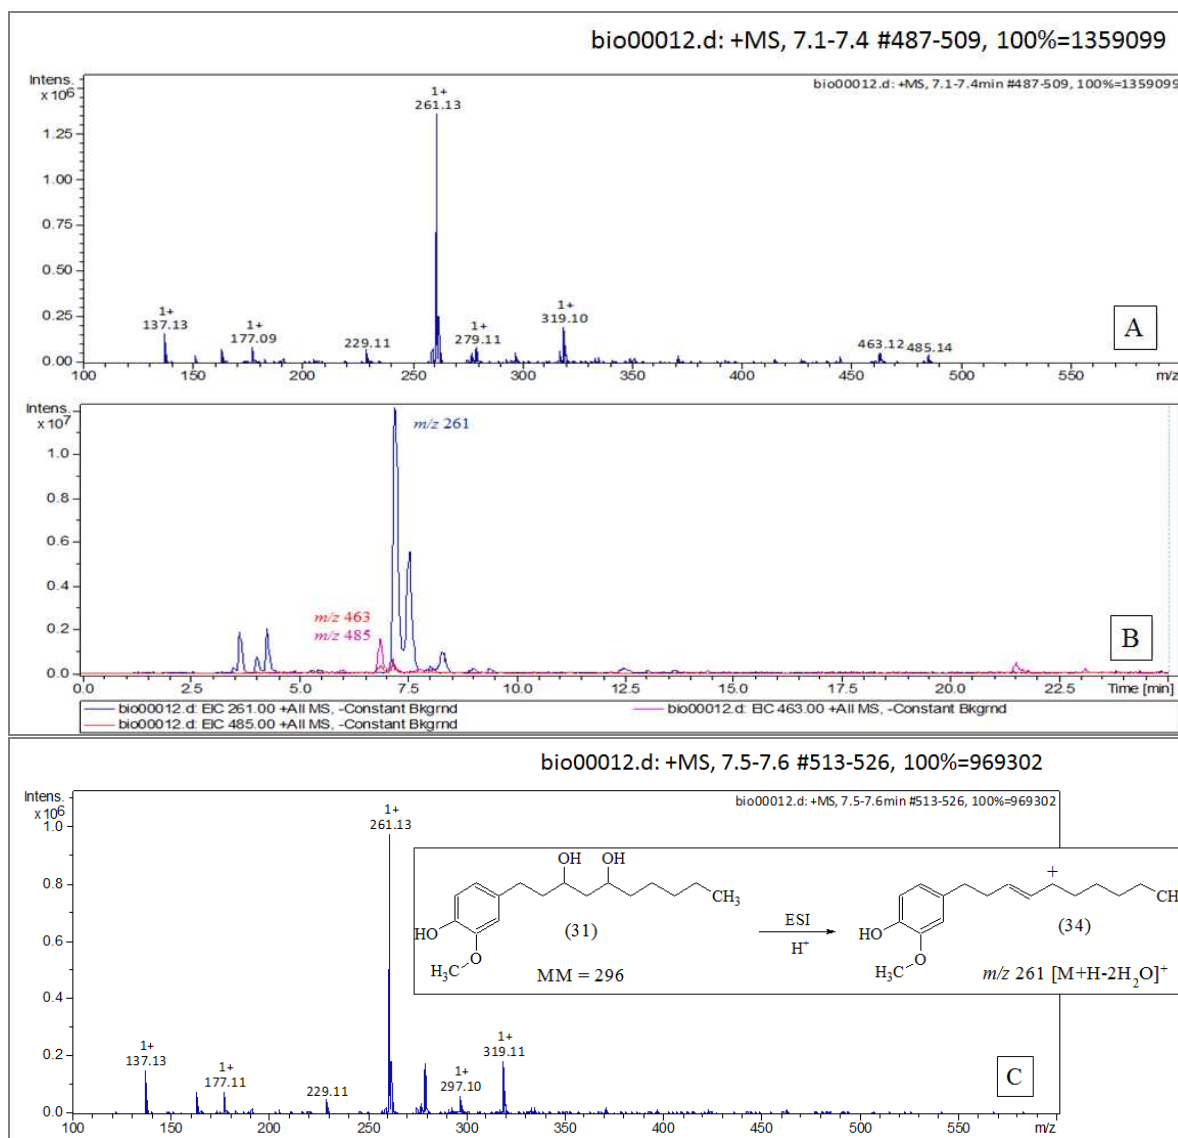 bio00012.d: +MS, 7.1-7.4 #487-509, 100%=1359099
Intens.
x10⁶
bio00012.d: +MS, 7.1-7.4min #487-509, 100%=1359099
1+
261.13
1.25
1.00
0.75
0.50
0.25
0.00
1+
137.13
1+
177.09
229.11
1+
279.11
1+
319.10
463.12
485.14
A
100 150 200 250 300 350 400 450 500 550 m/z
Intens.
x10⁷
m/z 261
1.0
0.8
0.6
0.4
0.2
0.0
m/z 463
m/z 485
B
0.0 2.5 5.0 7.5 10.0 12.5 15.0 17.5 20.0 22.5 Time [min]
bio00012.d: EIC 261.00 +All MS, -Constant Bkgrnd
bio00012.d: EIC 463.00 +All MS, -Constant Bkgrnd
bio00012.d: EIC 485.00 +All MS, -Constant Bkgrnd
bio00012.d: +MS, 7.5-7.6 #513-526, 100%=969302
Intens.
x10⁶
bio00012.d: +MS, 7.5-7.6min #513-526, 100%=969302
1+
261.13
1.0
0.8
0.6
0.4
0.2
0.0
OH OH
CH₃
HO
O
H₃C
(31)
MM = 296
ESI
H⁺
+
CH
HO
O
H₃C
(34)
m/z 261 [M+H-2H₂O]⁺
1+
137.13
1+
177.11
229.11
1+
297.10
1+
319.11
C
100 150 200 250 300 350 400 450 500 550 m/z